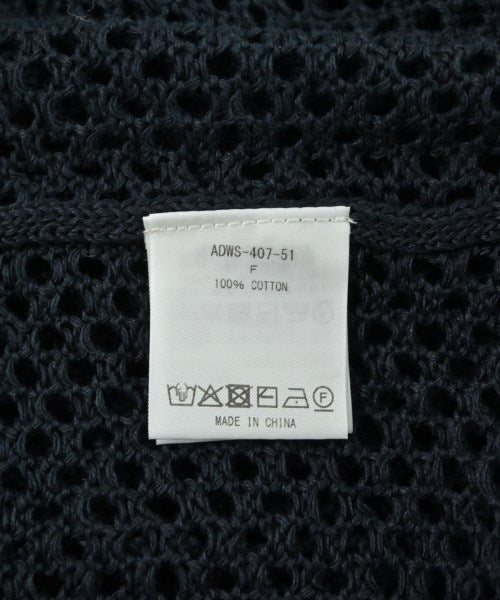 ADWS-407-51
F
100% COTTON
F
MADE IN CHINA